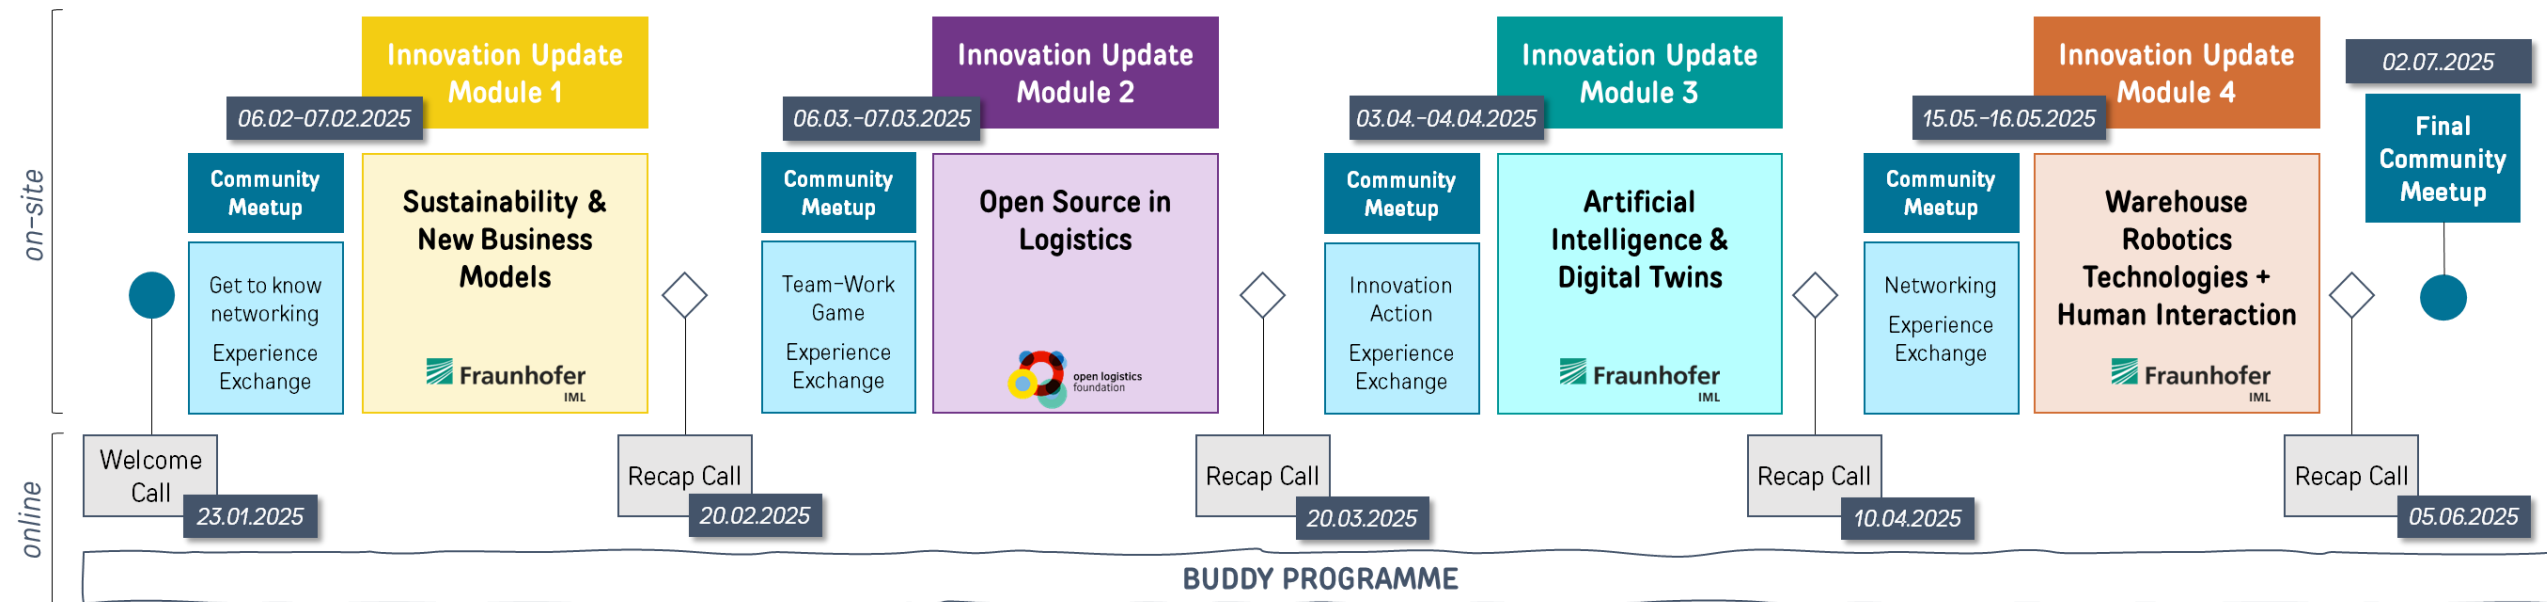 on-site
Innovation Update
Module 1
06.02-07.02.2025
Community
Meetup
Get to know
networking
Experience
Exchange
Sustainability &
New Business
Models
Fraunhofer
IML
Innovation Update
Module 2
06.03.-07.03.2025
Community
Meetup
Team-Work
Game
Experience
Exchange
Open Source in
Logistics
open logistics
foundation
Innovation Update
Module 3
03.04.-04.04.2025
Community
Meetup
Innovation
Action
Experience
Exchange
Artificial
Intelligence &
Digital Twins
Fraunhofer
IML
Innovation Update
Module 4
15.05.-16.05.2025
Community
Meetup
Networking
Experience
Exchange
Warehouse
Robotics
Technologies +
Human Interaction
Fraunhofer
IML
02.07..2025
Final
Community
Meetup
online
Welcome
Call
23.01.2025
Recap Call
20.02.2025
Recap Call
20.03.2025
Recap Call
10.04.2025
Recap Call
05.06.2025
BUDDY PROGRAMME